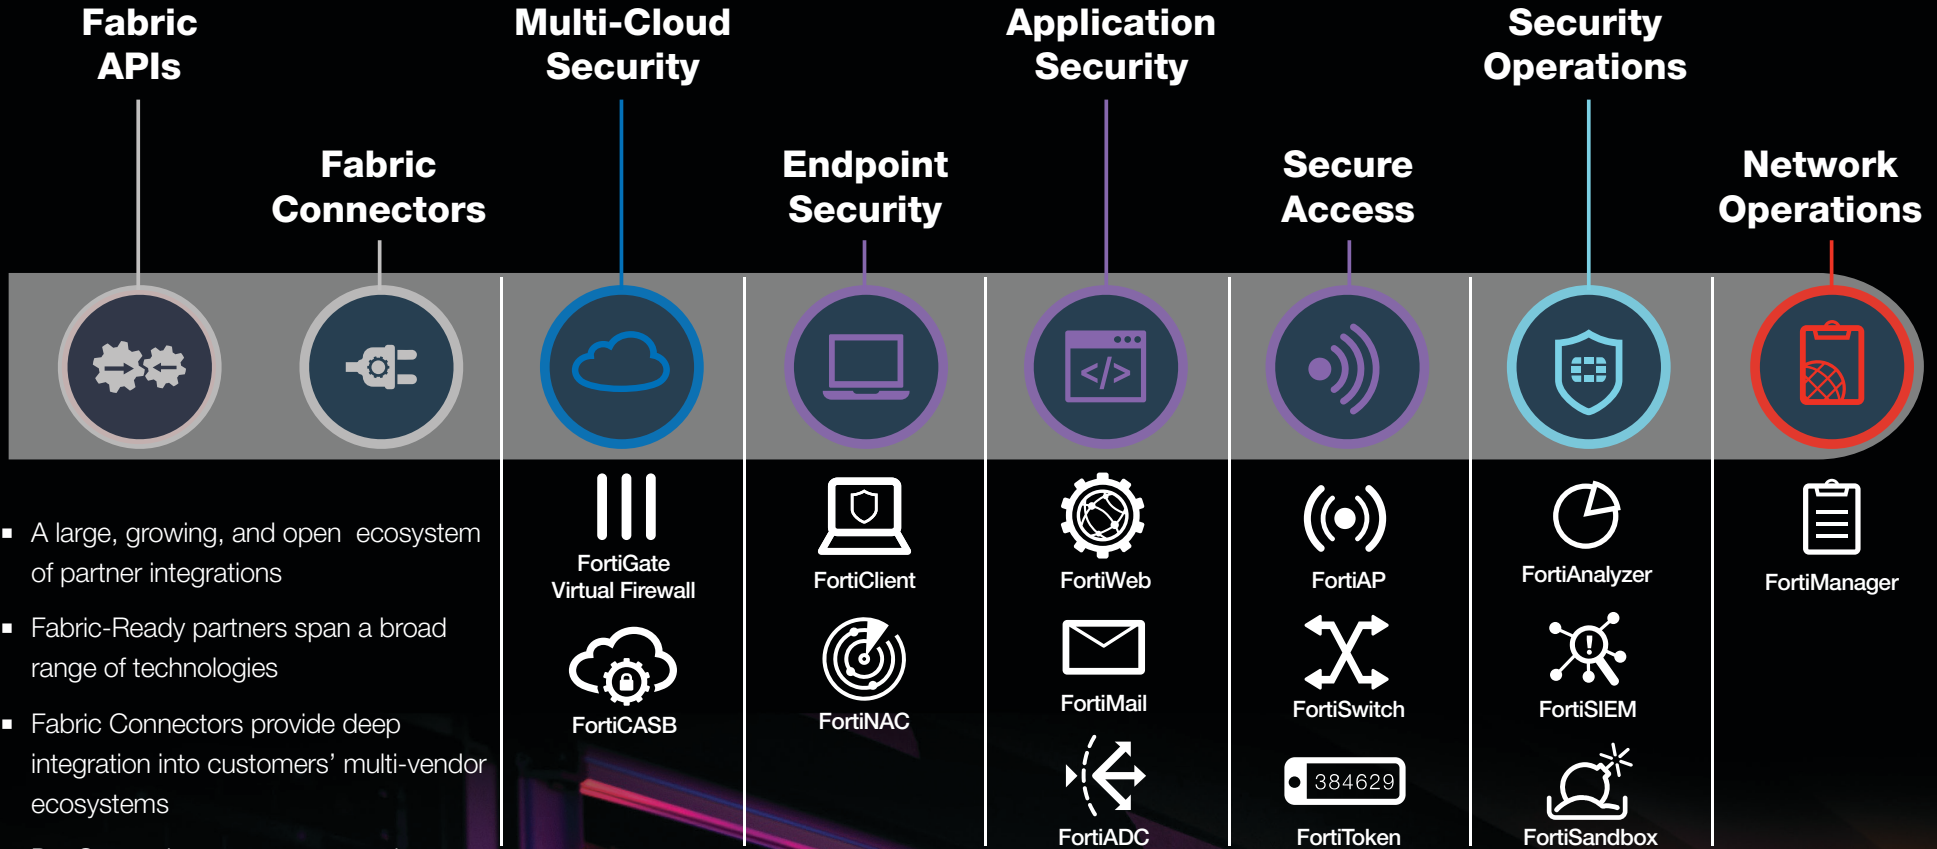 Fabric
APIs
Multi-Cloud
Security
Application
Security
Security
Operations
Fabric
Connectors
Endpoint
Security
Secure
Access
Network
Operations
</>
▪ A large, growing, and open ecosystem
of partner integrations
▪ Fabric-Ready partners span a broad
range of technologies
▪ Fabric Connectors provide deep
integration into customers’ multi-vendor
ecosystems
FortiGate
Virtual Firewall
FortiCASB
FortiClient
FortiNAC
FortiWeb
FortiMail
FortiADC
FortiAP
FortiSwitch
384629
FortiToken
FortiAnalyzer
FortiSIEM
FortiSandbox
FortiManager